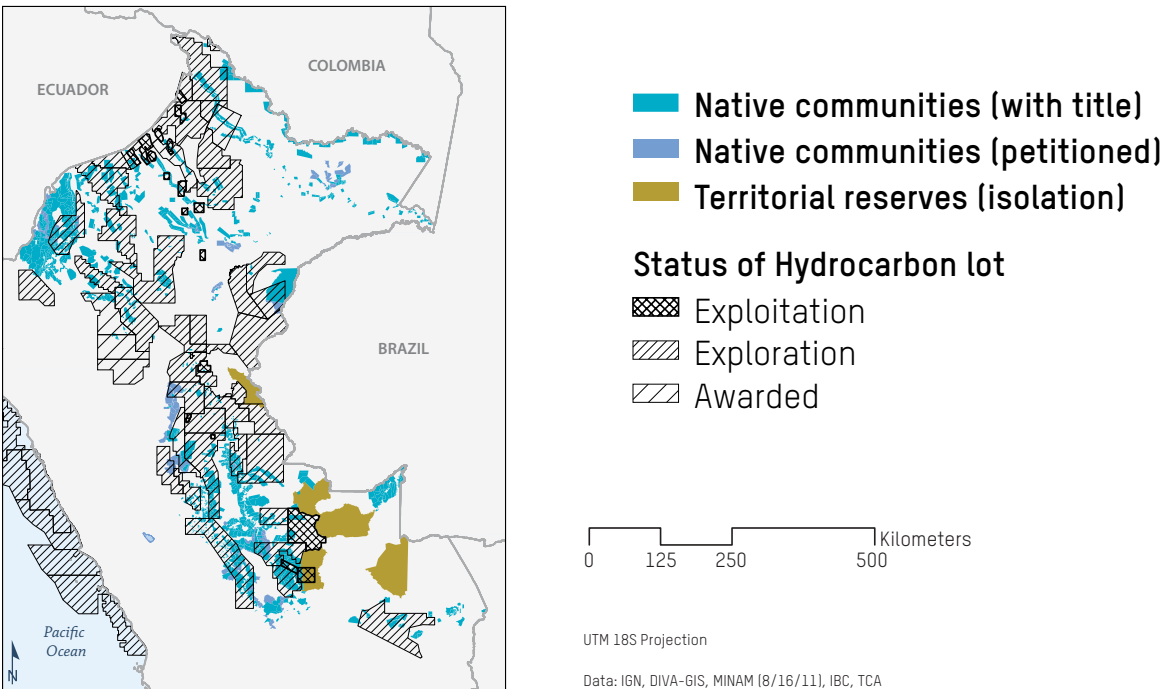 ECUADOR
COLOMBIA
BRAZIL
Pacific
Ocean
N
Native communities (with title)
Native communities (petitioned)
Territorial reserves (isolation)
Status of Hydrocarbon lot
Exploitation
Exploration
Awarded
Kilometers
0 125 250 500
UTM 18S Projection
Data: IGN, DIVA-GIS, MINAM (8/16/11), IBC, TCA